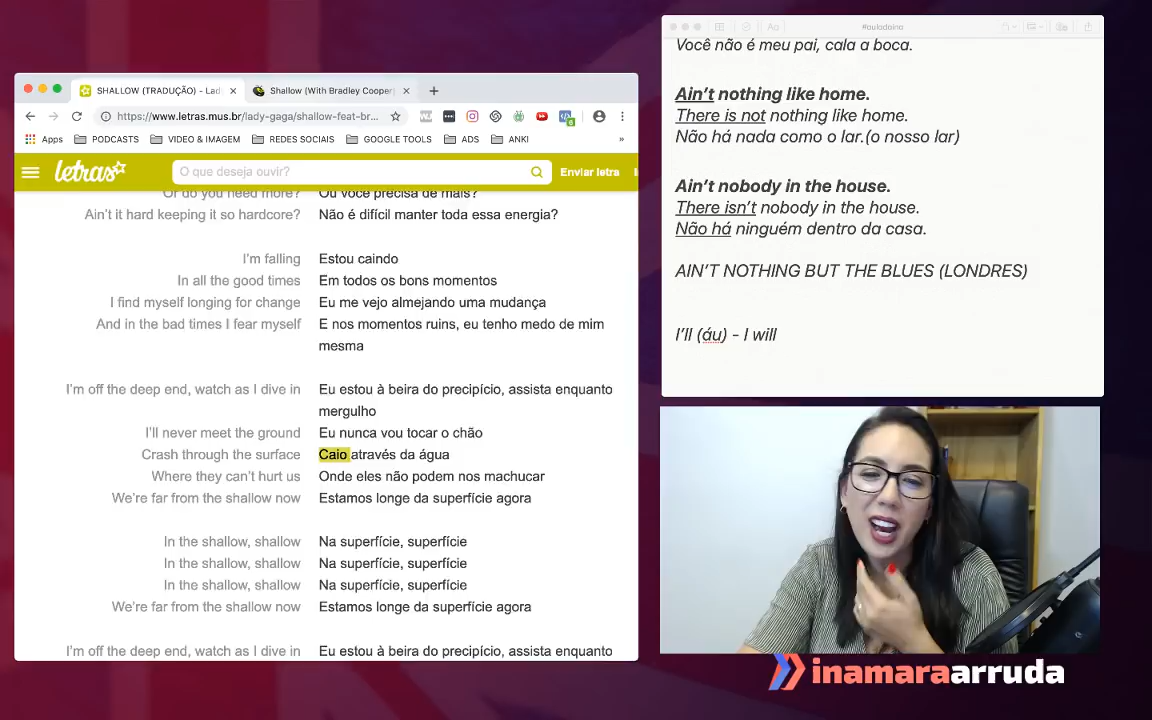 SHALLOW (TRADUÇÃO) - Lad
Shallow (With Bradley Cooper)
https://www.letras.mus.br/lady-gaga/shallow-feat-br...
Apps
PODCASTS
VIDEO & IMAGEM
REDES SOCIAIS
GOOGLE TOOLS
ADS
ANKI
letras
O que deseja ouvir?
Enviar letra
Or do you need more?
Ou você precisa de mais?
Ain't it hard keeping it so hardcore?
Não é difícil manter toda essa energia?
I'm falling
Estou caindo
In all the good times
Em todos os bons momentos
I find myself longing for change
Eu me vejo almejando uma mudança
And in the bad times I fear myself
E nos momentos ruins, eu tenho medo de mim
mesma
I'm off the deep end, watch as I dive in
Eu estou à beira do precipício, assista enquanto
mergulho
I'll never meet the ground
Eu nunca vou tocar o chão
Crash through the surface
Caio através da água
Where they can't hurt us
Onde eles não podem nos machucar
We're far from the shallow now
Estamos longe da superfície agora
In the shallow, shallow
Na superfície, superfície
In the shallow, shallow
Na superfície, superfície
In the shallow, shallow
Na superfície, superfície
We're far from the shallow now
Estamos longe da superfície agora
I'm off the deep end, watch as I dive in
Eu estou à beira do precipício, assista enquanto
#auladaina
Você não é meu pai, cala a boca.
Ain't nothing like home.
There is not nothing like home.
Não há nada como o lar.(o nosso lar)
Ain't nobody in the house.
There isn't nobody in the house.
Não há ninguém dentro da casa.
AIN'T NOTHING BUT THE BLUES (LONDRES)
I'll (áu) - I will
inamaraarruda